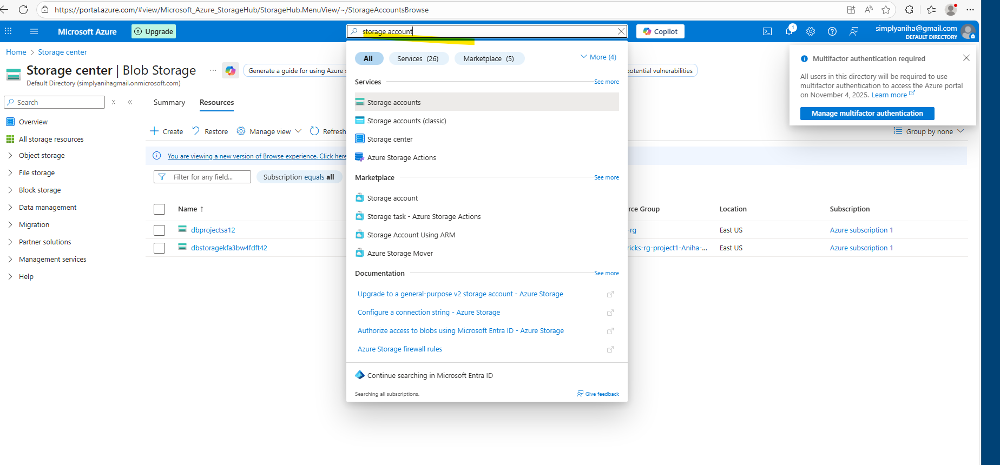 https://portal.azure.com/#view/Microsoft_Azure_StorageHub/StorageHub.MenuView/~/StorageAccountsBrowse
Microsoft Azure
Upgrade
storage account
Copilot
1
simplyaniha@gmail.com
DEFAULT DIRECTORY
Home > Storage center
Storage center | Blob Storage
Default Directory (simplyanihagmail.onmicrosoft.com)
Generate a guide for using Azure s
potential vulnerabilities
Search
Overview
All storage resources
Object storage
File storage
Block storage
Data management
Migration
Partner solutions
Management services
Help
Summary
Resources
Create
Restore
Manage view
Refresh
Group by none
You are viewing a new version of Browse experience. Click here
Filter for any field...
Subscription equals all
Name ↑
rce Group
Location
Subscription
dbprojectsa12
-rg
East US
Azure subscription 1
dbstoragekfa3bw4fdft42
ricks-rg-project1-Aniha-...
East US
Azure subscription 1
All
Services (26)
Marketplace (5)
More (4)
Services
See more
Storage accounts
Storage accounts (classic)
Storage center
Azure Storage Actions
Marketplace
See more
Storage account
Storage task - Azure Storage Actions
Storage Account Using ARM
Azure Storage Mover
Documentation
See more
Upgrade to a general-purpose v2 storage account - Azure Storage
Configure a connection string - Azure Storage
Authorize access to blobs using Microsoft Entra ID - Azure Storage
Azure Storage firewall rules
Continue searching in Microsoft Entra ID
Searching all subscriptions.
Give feedback
Multifactor authentication required
All users in this directory will be required to use
multifactor authentication to access the Azure portal
on November 4, 2025. Learn more
Manage multifactor authentication